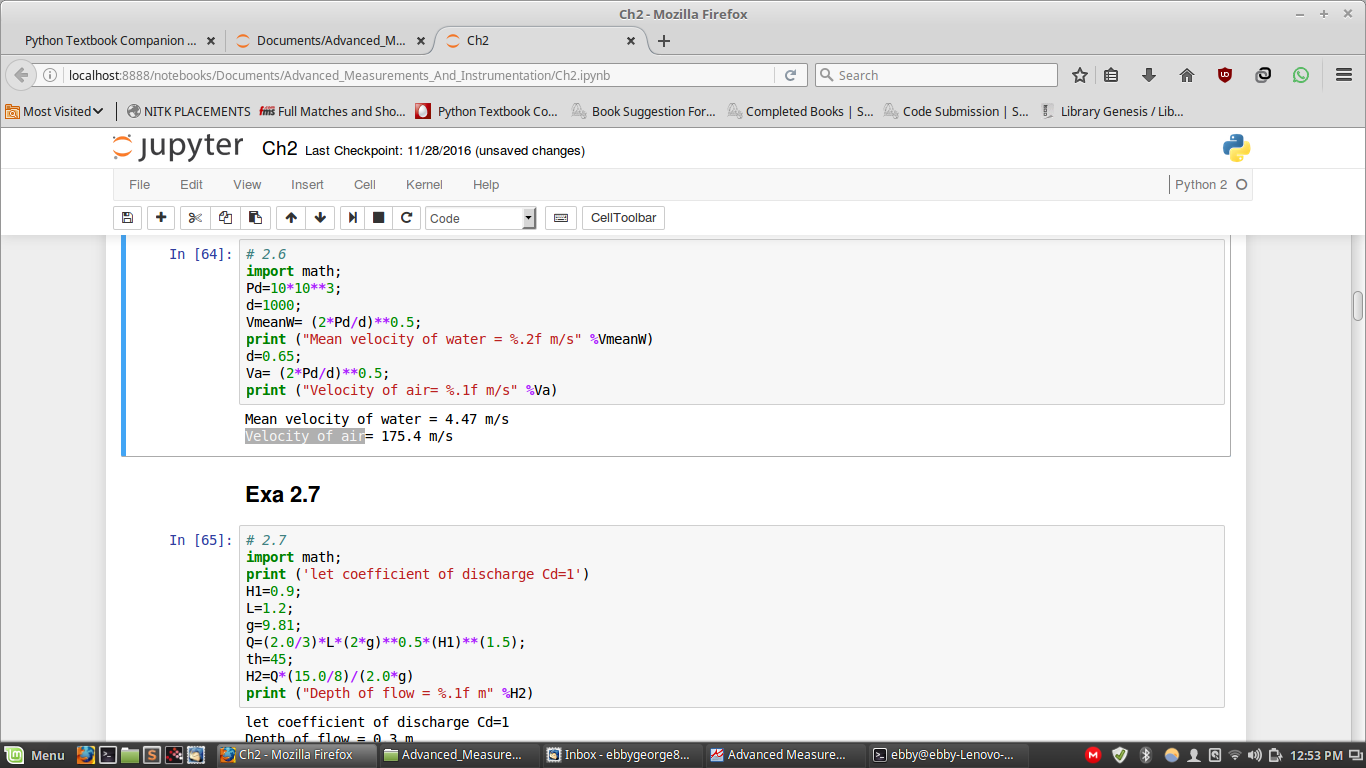 Ch2 - Mozilla Firefox
Python Textbook Companion ...
Documents/Advanced_M...
Ch2
localhost:8888/notebooks/Documents/Advanced_Measurements_And_Instrumentation/Ch2.ipynb
Search
Most Visited
NITK PLACEMENTS
fms Full Matches and Sho...
Python Textbook Co...
Book Suggestion For...
Completed Books | S...
Code Submission | S...
Library Genesis / Lib...
jupyter Ch2 Last Checkpoint: 11/28/2016 (unsaved changes)
File Edit View Insert Cell Kernel Help
Python 2
Code
CellToolbar
In [64]:
# 2.6
import math;
Pd=10*10**3;
d=1000;
VmeanW= (2*Pd/d)**0.5;
print ("Mean velocity of water = %.2f m/s" %VmeanW)
d=0.65;
Va= (2*Pd/d)**0.5;
print ("Velocity of air= %.1f m/s" %Va)
Mean velocity of water = 4.47 m/s
Velocity of air= 175.4 m/s
Exa 2.7
In [65]:
# 2.7
import math;
print ('let coefficient of discharge Cd=1')
H1=0.9;
L=1.2;
g=9.81;
Q=(2.0/3)*L*(2*g)**0.5*(H1)**(1.5);
th=45;
H2=Q*(15.0/8)/(2.0*g)
print ("Depth of flow = %.1f m" %H2)
let coefficient of discharge Cd=1
Depth of flow = 0.3 m
Menu
Ch2 - Mozilla Firefox
Advanced_Measure...
Inbox - ebbygeorge8...
Advanced Measure...
ebby@ebby-Lenovo-...
12:53 PM